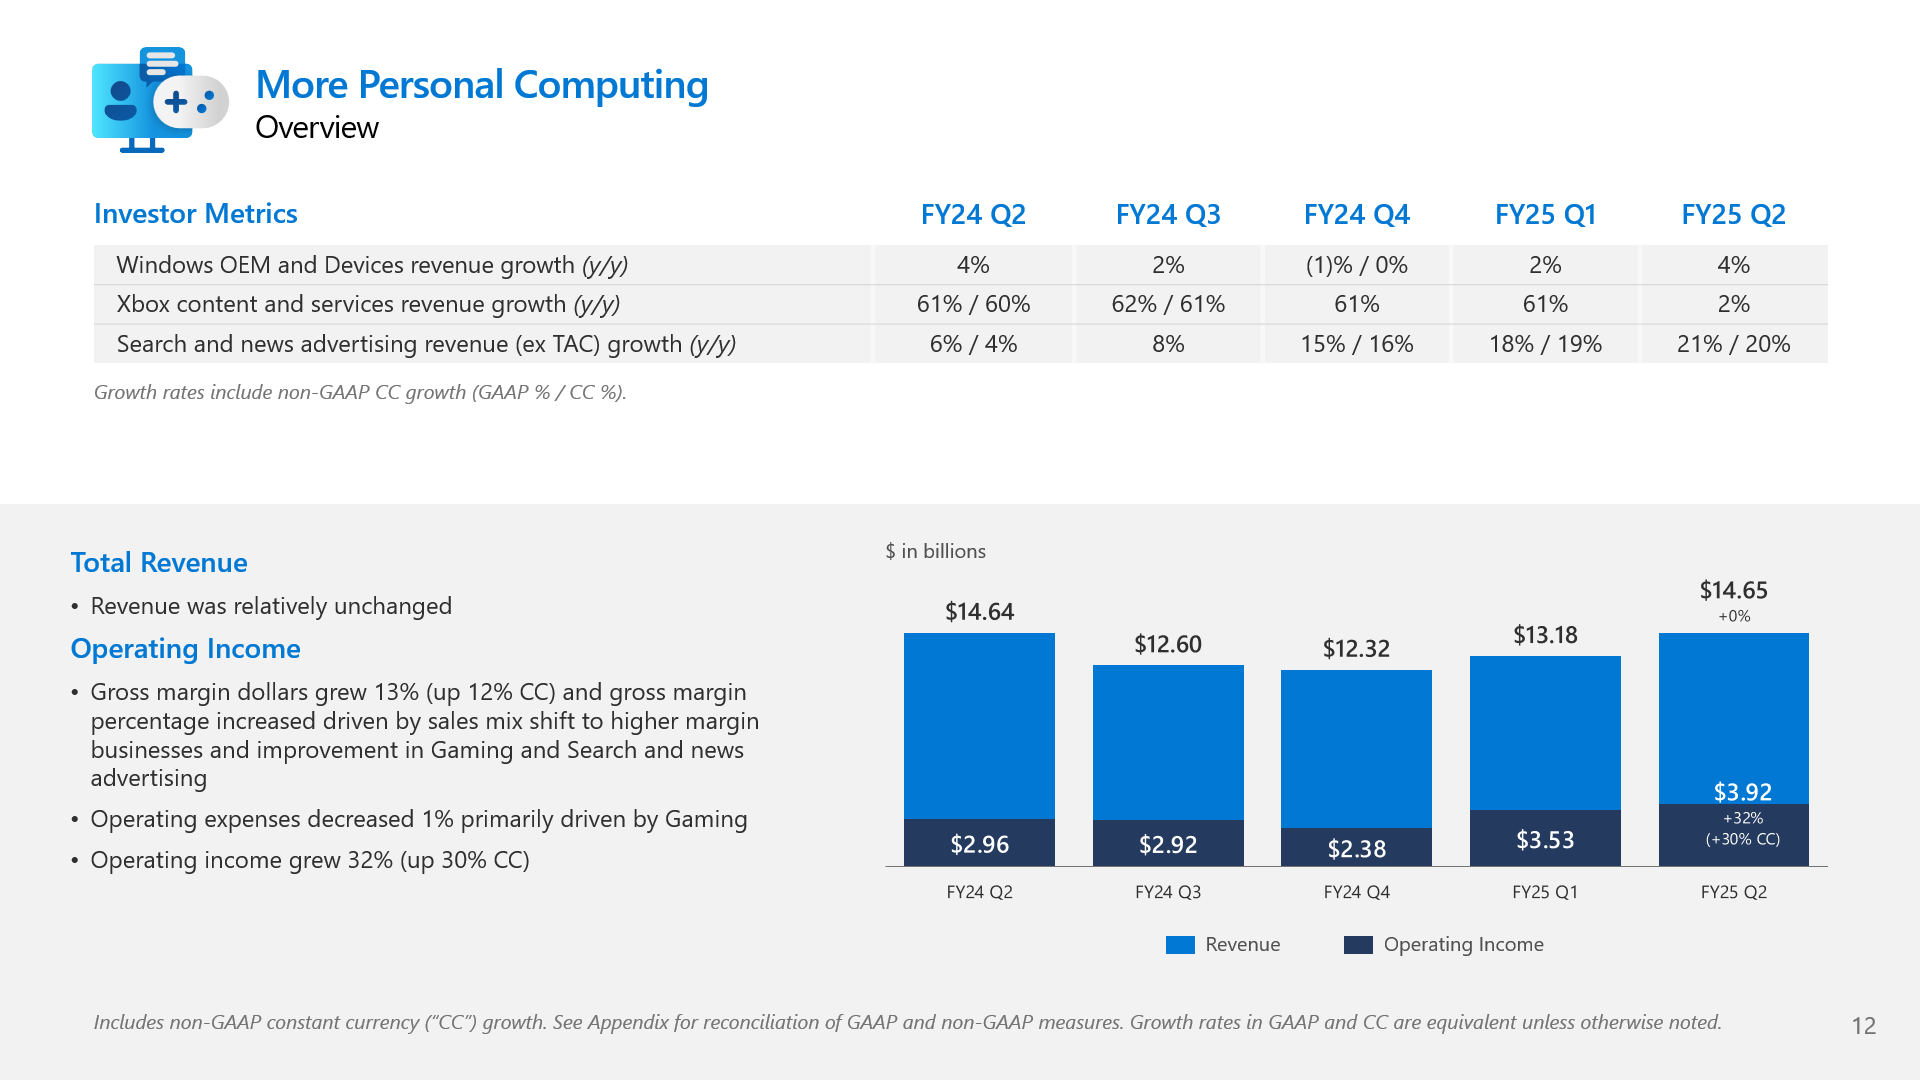 More Personal Computing
Overview
Investor Metrics FY24 Q2 FY24 Q3 FY24 Q4 FY25 Q1 FY25 Q2
Windows OEM and Devices revenue growth (y/y) 4% 2% (1)% / 0% 2% 4%
Xbox content and services revenue growth (y/y) 61% / 60% 62% / 61% 61% 61% 2%
Search and news advertising revenue (ex TAC) growth (y/y) 6% / 4% 8% 15% / 16% 18% / 19% 21% / 20%
Growth rates include non-GAAP CC growth (GAAP % / CC %).
Total Revenue
• Revenue was relatively unchanged
Operating Income
• Gross margin dollars grew 13% (up 12% CC) and gross margin
percentage increased driven by sales mix shift to higher margin
businesses and improvement in Gaming and Search and news
advertising
• Operating expenses decreased 1% primarily driven by Gaming
• Operating income grew 32% (up 30% CC)
$ in billions
$14.64 $12.60 $12.32 $13.18 $14.65
+0%
$2.96 $2.92 $2.38 $3.53 $3.92
+32%
(+30% CC)
FY24 Q2 FY24 Q3 FY24 Q4 FY25 Q1 FY25 Q2
Revenue Operating Income
Includes non-GAAP constant currency (“CC”) growth. See Appendix for reconciliation of GAAP and non-GAAP measures. Growth rates in GAAP and CC are equivalent unless otherwise noted.
12